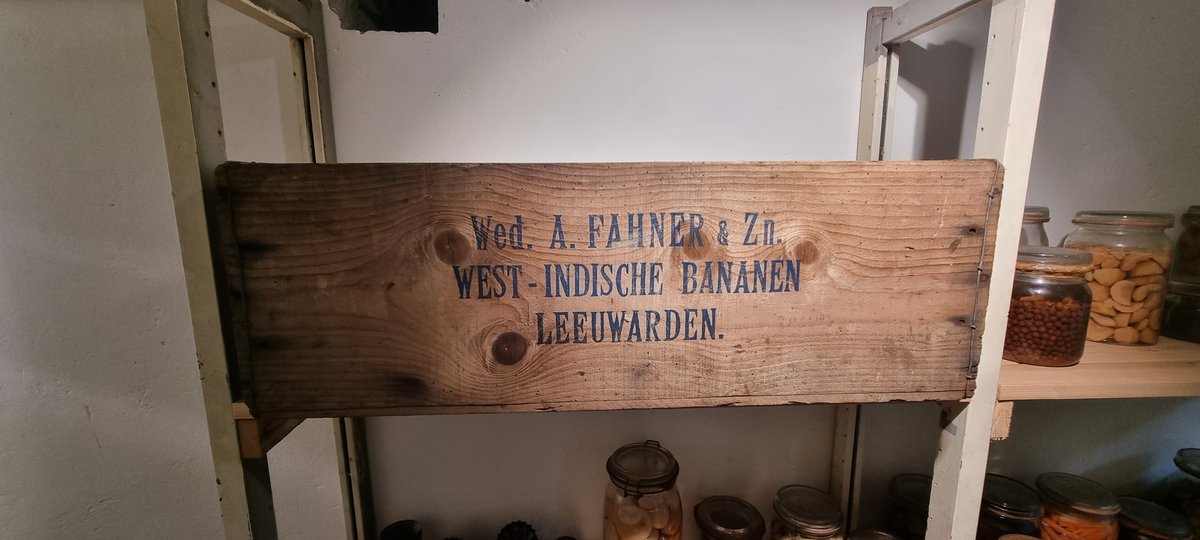 Wed. A. FAHNER & Zn.
WEST-INDISCHE BANANEN
LEEUWARDEN.